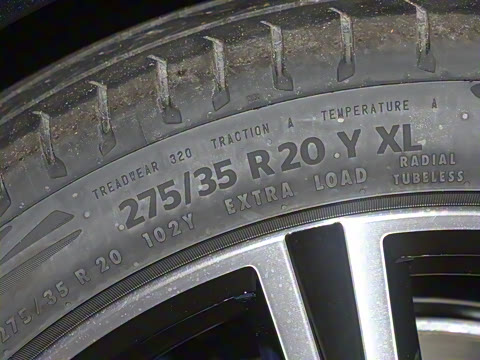 TREADWEAR 320 TRACTION A TEMPERATURE A
275/35 R20 Y XL
275/35 R 20 102Y EXTRA LOAD RADIAL TUBELESS